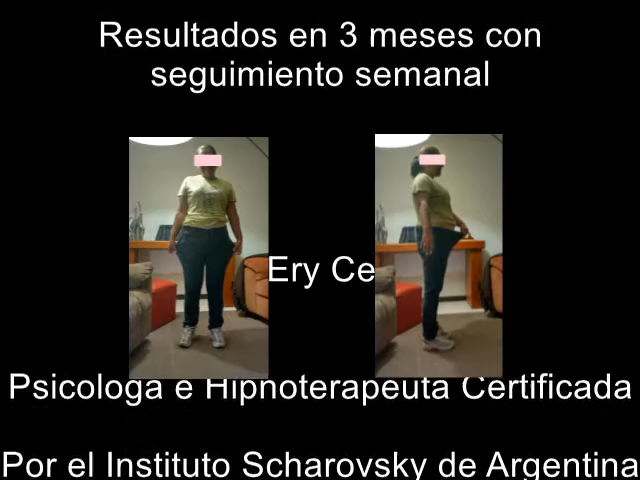 Resultados en 3 meses con
seguimiento semanal
Ery Ce
Psicologa e Hipnoterapeuta Certificada
Por el Instituto Scharovsky de Argentina